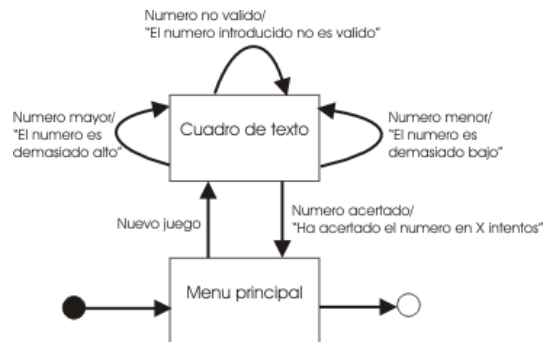 Numero no valido/
"El numero introducido no es valido"
Numero mayor/
"El numero es
demasiado alto"
Cuadro de texto
Numero menor/
"El numero es
demasiado bajo"
Nuevo juego
Numero acertado/
"Ha acertado el numero en X intentos"
Menu principal